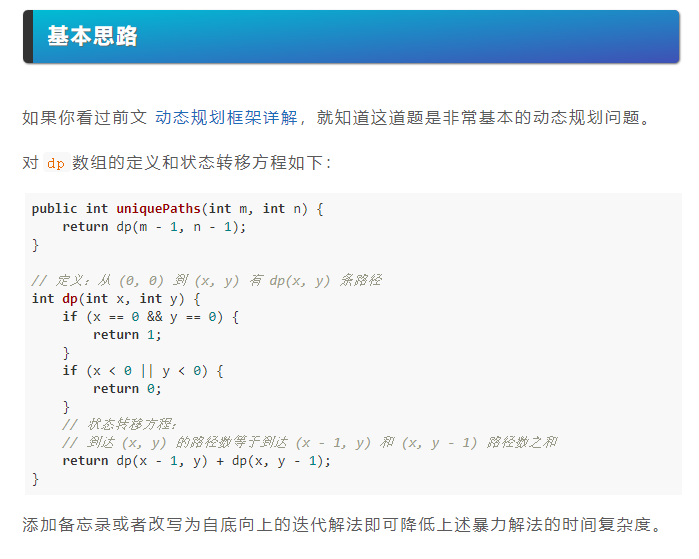 基本思路
如果你看过前文 动态规划框架详解，就知道这道题是非常基本的动态规划问题。
对 dp 数组的定义和状态转移方程如下：
public int uniquePaths(int m, int n) {
    return dp(m - 1, n - 1);
}
// 定义：从 (0, 0) 到 (x, y) 有 dp(x, y) 条路径
int dp(int x, int y) {
    if (x == 0 && y == 0) {
        return 1;
    }
    if (x < 0 || y < 0) {
        return 0;
    }
    // 状态转移方程：
    // 到达 (x, y) 的路径数等于到达 (x - 1, y) 和 (x, y - 1) 路径数之和
    return dp(x - 1, y) + dp(x, y - 1);
}
添加备忘录或者改写为自底向上的迭代解法即可降低上述暴力解法的时间复杂度。